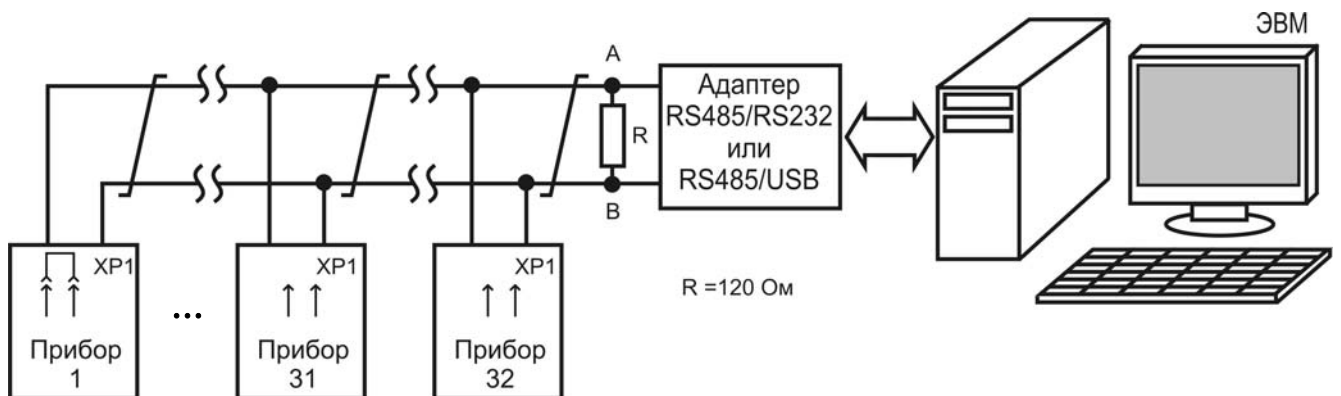 ЭВМ
A
Адаптер
RS485/RS232
или
RS485/USB
R
B
XP1
XP1
XP1
R =120 Ом
...
Прибор
1
Прибор
31
Прибор
32